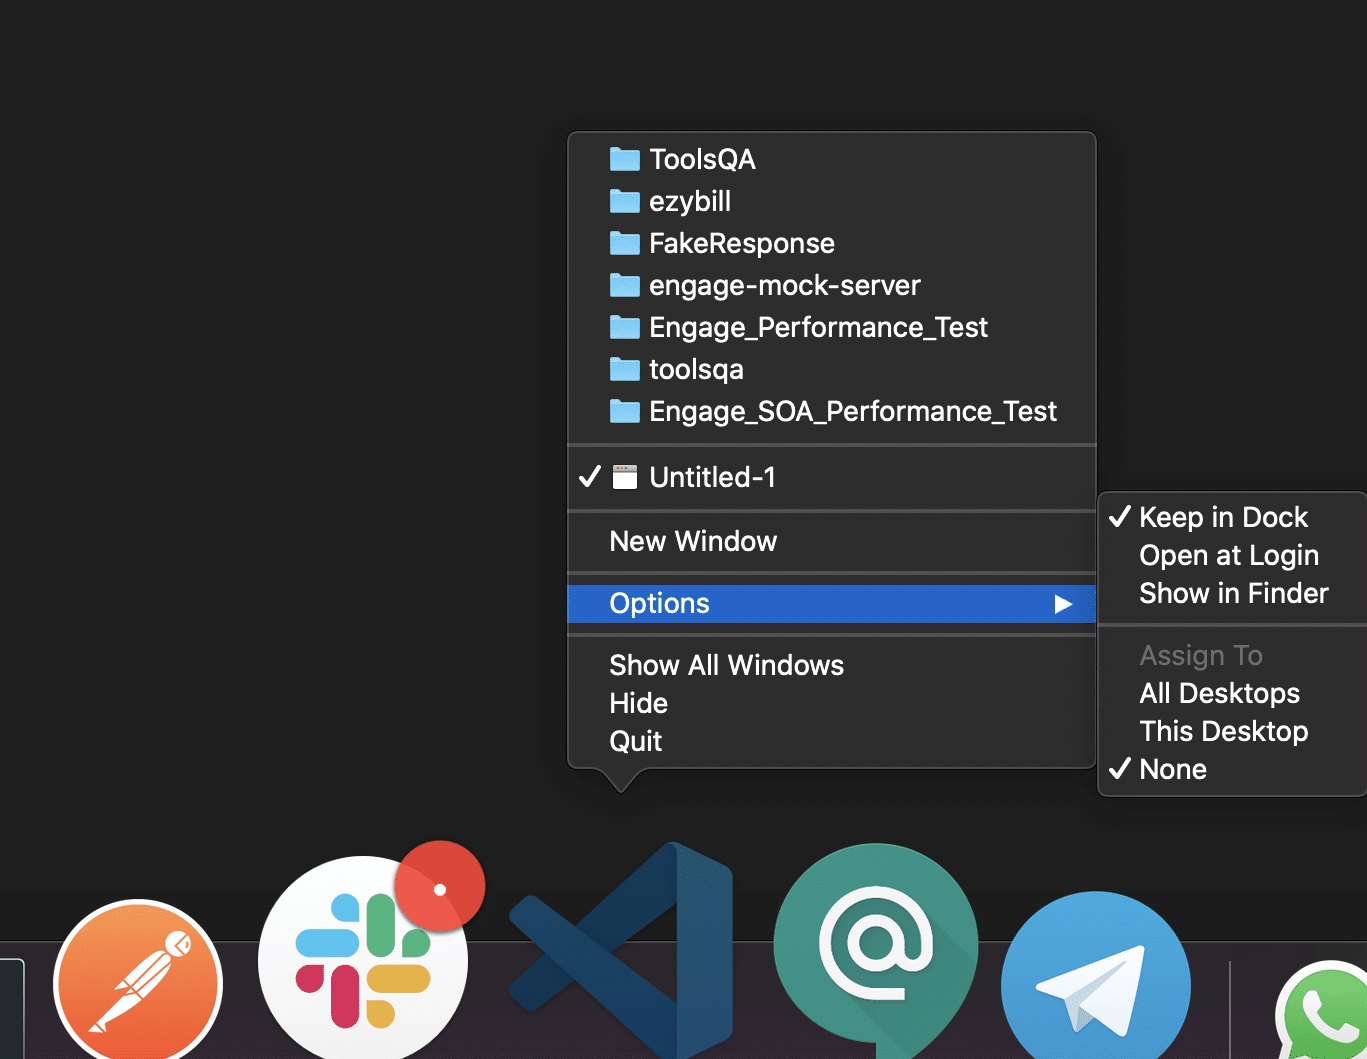 ToolsQA
ezybill
FakeResponse
engage-mock-server
Engage_Performance_Test
toolsqa
Engage_SOA_Performance_Test
Untitled-1
New Window
Options
Show All Windows
Hide
Quit
Keep in Dock
Open at Login
Show in Finder
Assign To
All Desktops
This Desktop
None